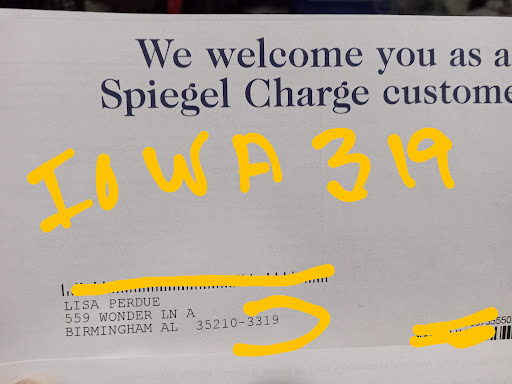 We welcome you as a
Spiegel Charge custome
IOWA 319
LISA PERDUE
559 WONDER LN A
BIRMINGHAM AL 35210-3319